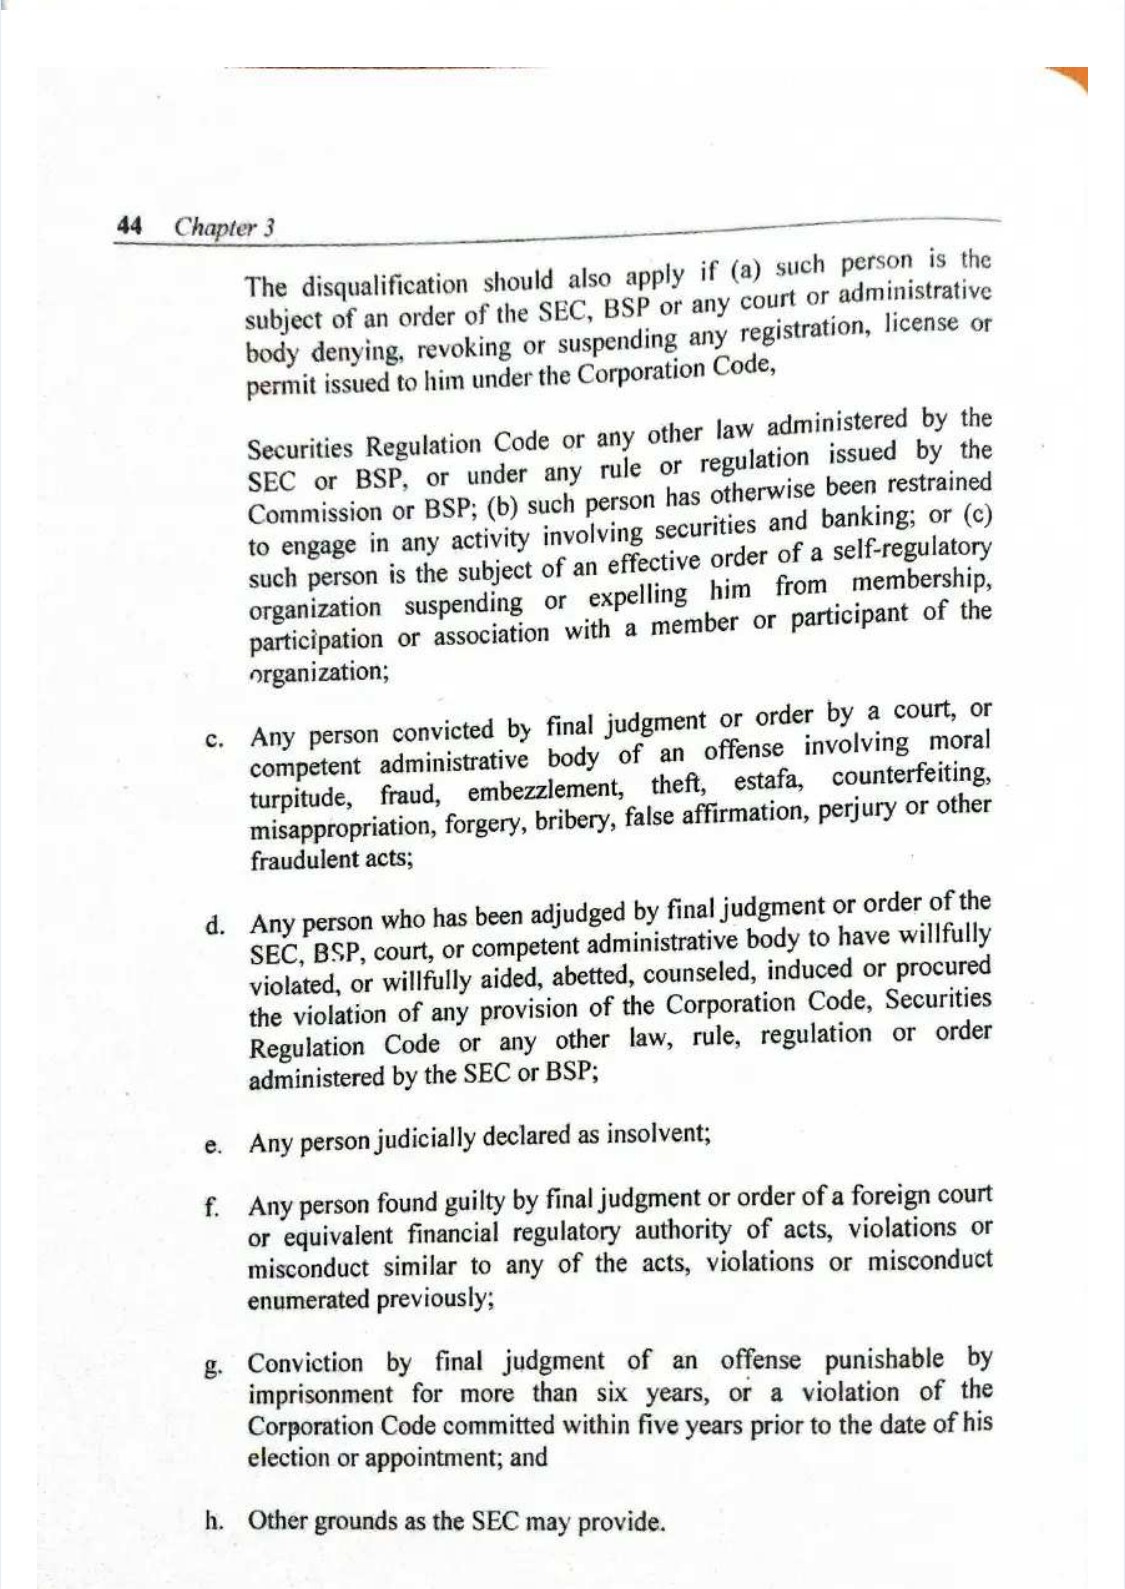 44 Chapter 3
The disqualification should also apply if (a) such person is the
subject of an order of the SEC, BSP or any court or administrative
body denying, revoking or suspending any registration, license or
permit issued to him under the Corporation Code,
Securities Regulation Code or any other law administered by the
SEC or BSP, or under any rule or regulation issued by the
Commission or BSP; (b) such person has otherwise been restrained
to engage in any activity involving securities and banking; or (c)
such person is the subject of an effective order of a self-regulatory
organization suspending or expelling him from membership,
participation or association with a member or participant of the
organization;
c. Any person convicted by final judgment or order by a court, or
competent administrative body of an offense involving moral
turpitude, fraud, embezzlement, theft, estafa, counterfeiting,
misappropriation, forgery, bribery, false affirmation, perjury or other
fraudulent acts;
d. Any person who has been adjudged by final judgment or order of the
SEC, BSP, court, or competent administrative body to have willfully
violated, or willfully aided, abetted, counseled, induced or procured
the violation of any provision of the Corporation Code, Securities
Regulation Code or any other law, rule, regulation or order
administered by the SEC or BSP;
e. Any person judicially declared as insolvent;
f. Any person found guilty by final judgment or order of a foreign court
or equivalent financial regulatory authority of acts, violations or
misconduct similar to any of the acts, violations or misconduct
enumerated previously;
g. Conviction by final judgment of an offense punishable by
imprisonment for more than six years, or a violation of the
Corporation Code committed within five years prior to the date of his
election or appointment; and
h. Other grounds as the SEC may provide.